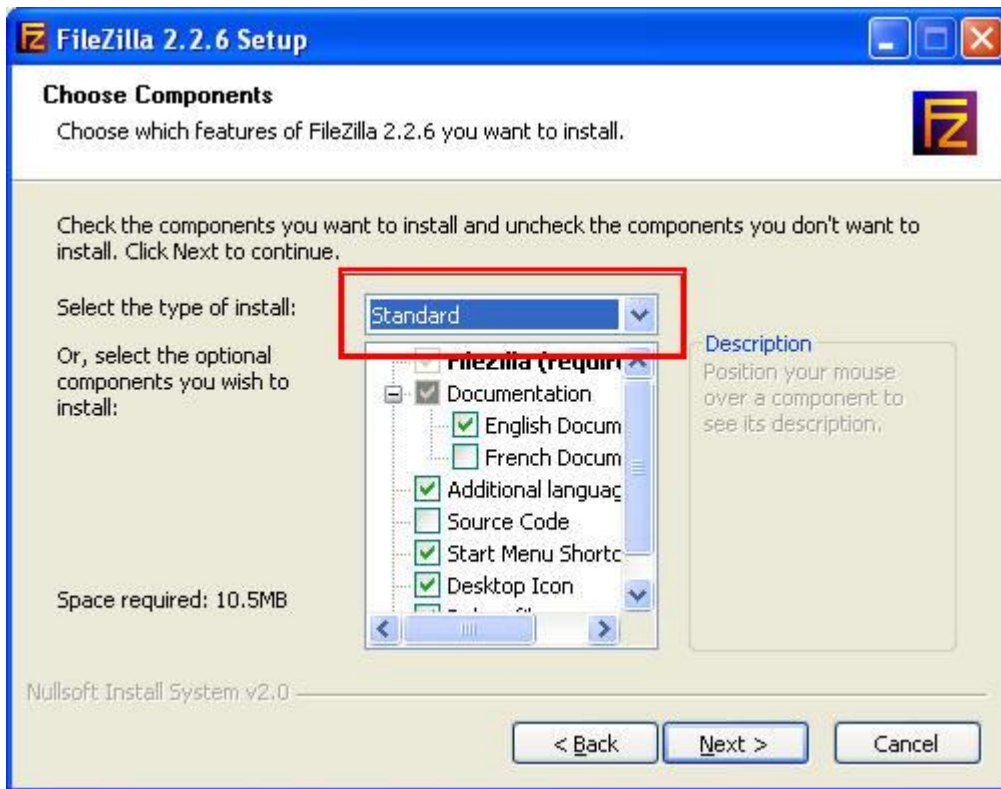 FileZilla 2.2.6 Setup
Choose Components
Choose which features of FileZilla 2.2.6 you want to install.
Check the components you want to install and uncheck the components you don't want to
install. Click Next to continue.
Select the type of install:
Standard
Or, select the optional
components you wish to
install:
FileZilla (requir
Documentation
English Docum
French Docum
Additional languag
Source Code
Start Menu Shortc
Desktop Icon
Description
Position your mouse
over a component to
see its description.
Space required: 10.5MB
Nullsoft Install System v2.0
< Back
Next >
Cancel